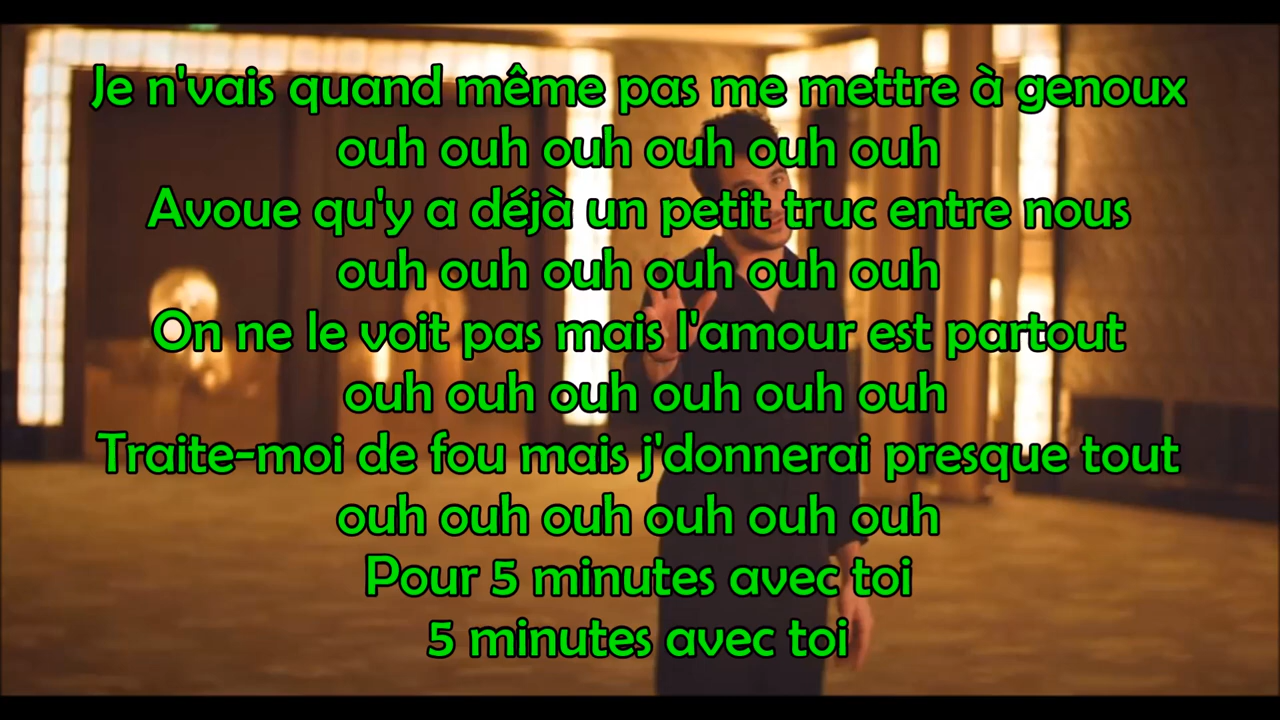 Je n'vais quand même pas me mettre à genoux
ouh ouh ouh ouh ouh ouh
Avoue qu'y a déjà un petit truc entre nous
ouh ouh ouh ouh ouh ouh
On ne le voit pas mais l'amour est partout
ouh ouh ouh ouh ouh ouh
Traite-moi de fou mais j'donnerai presque tout
ouh ouh ouh ouh ouh ouh
Pour 5 minutes avec toi
5 minutes avec toi